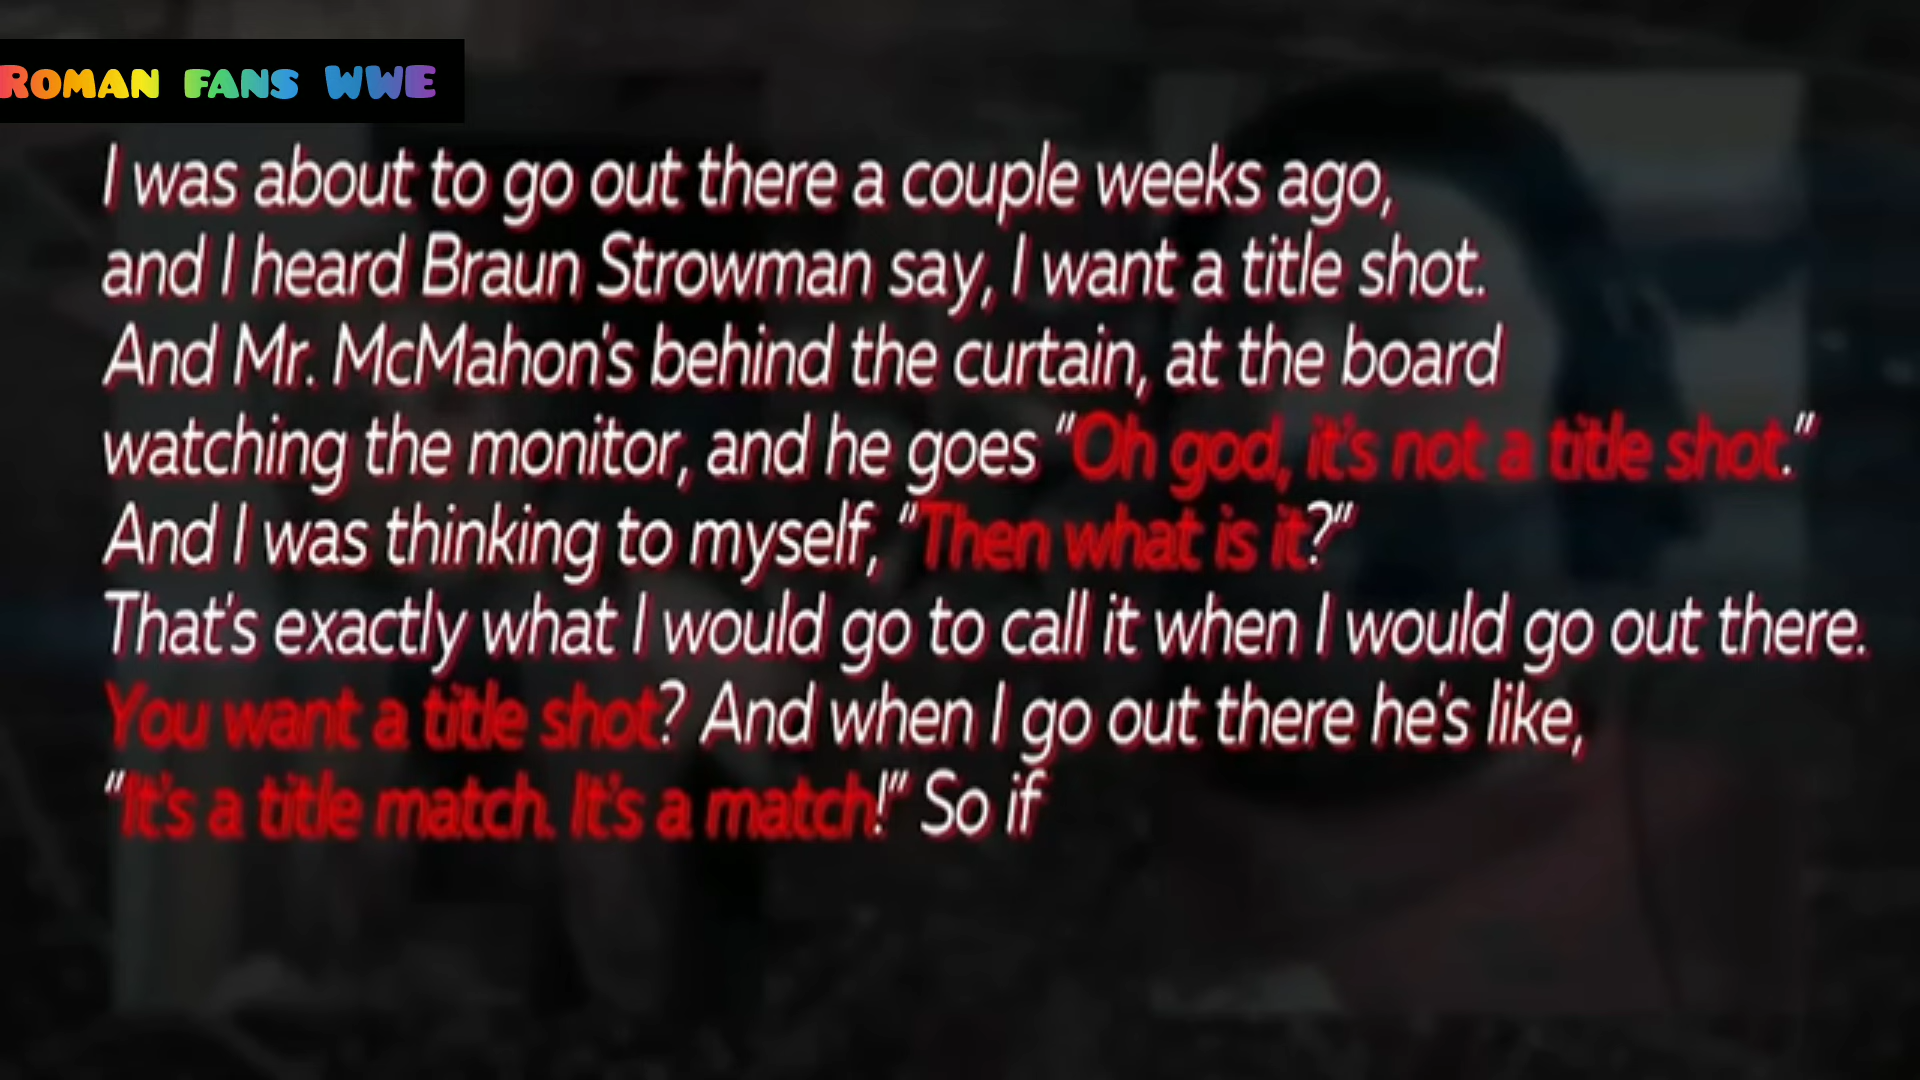 ROMAN FANS WWE
I was about to go out there a couple weeks ago,
and I heard Braun Strowman say, I want a title shot.
And Mr. McMahon's behind the curtain, at the board
watching the monitor, and he goes "Oh god, it's not a title shot."
And I was thinking to myself, "Then what is it?"
That's exactly what I would go to call it when I would go out there.
You want a title shot? And when I go out there he's like,
"It's a title match. It's a match!" So if